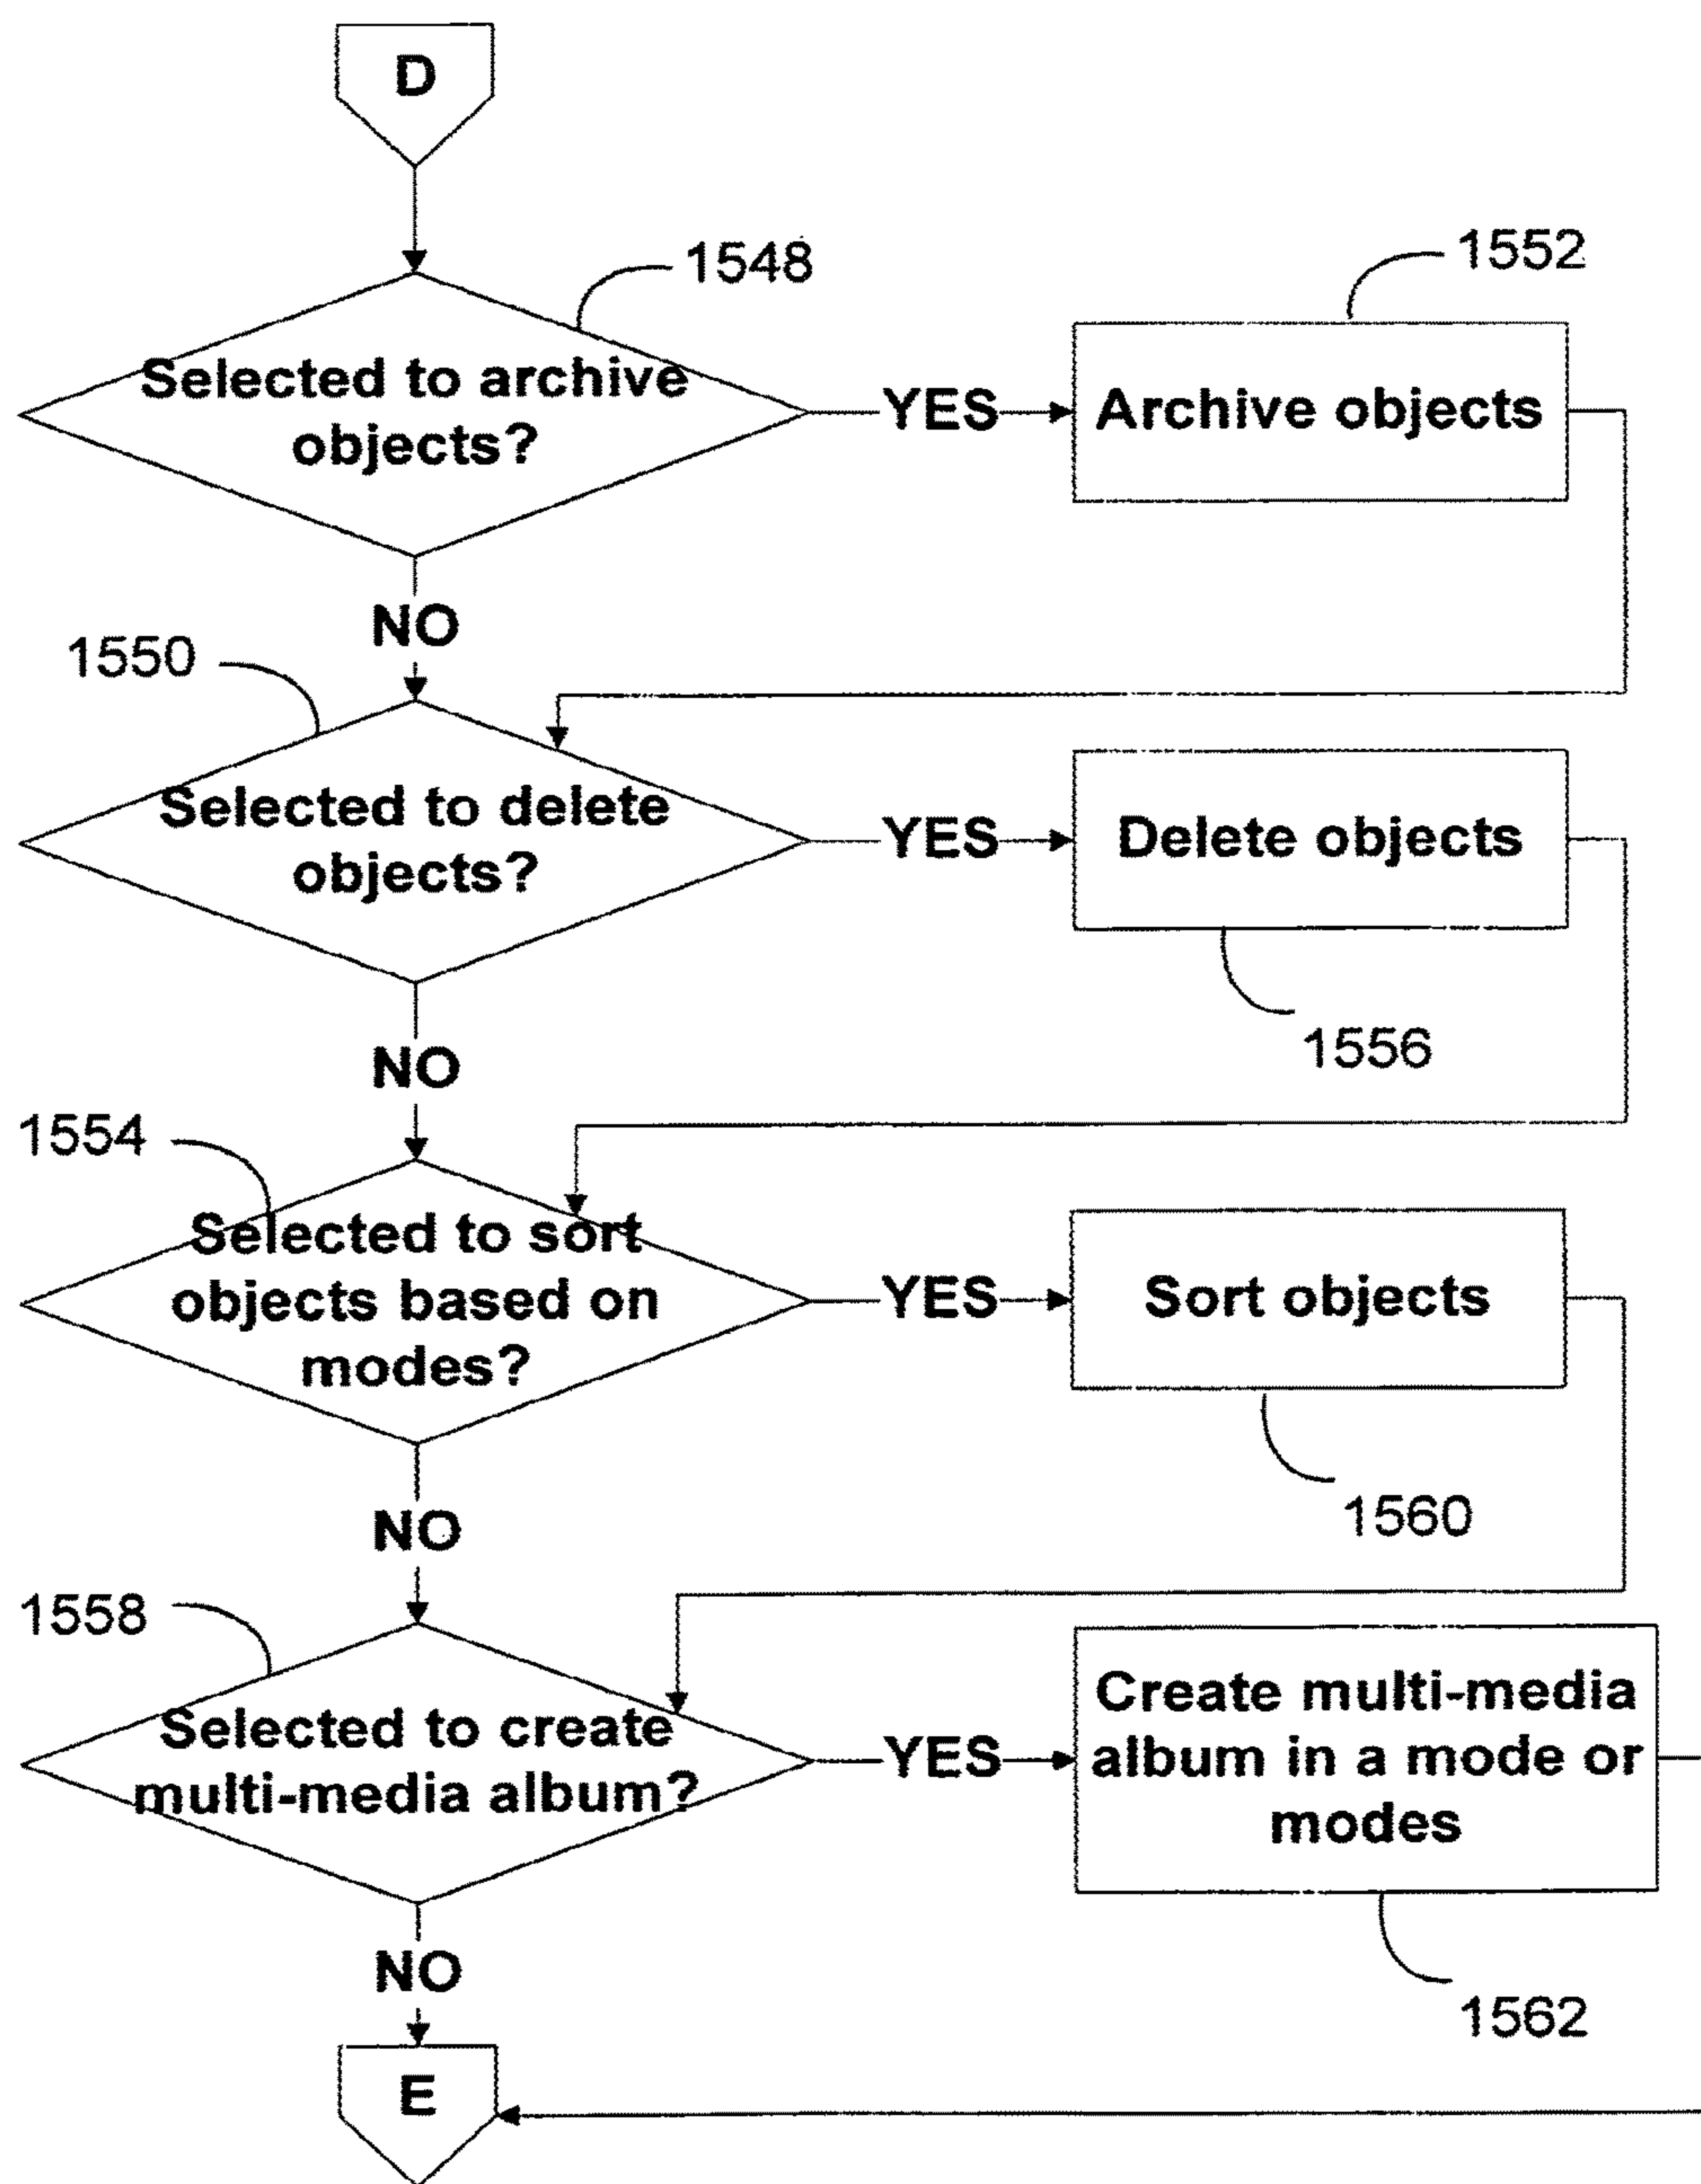 D
1548
1552
Selected to archive
objects?
YES
Archive objects
NO
1550
Selected to delete
objects?
YES
Delete objects
1556
NO
1554
Selected to sort
objects based on
modes?
YES
Sort objects
1560
NO
1558
Selected to create
multi-media album?
YES
Create multi-media
album in a mode or
modes
1562
NO
E